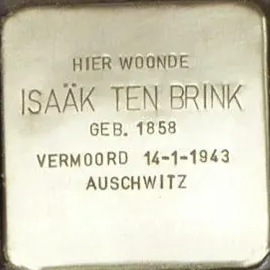 HIER WOONDE
ISAÄK TEN BRINK
GEB. 1858
VERMOORD 14-1-1943
AUSCHWITZ